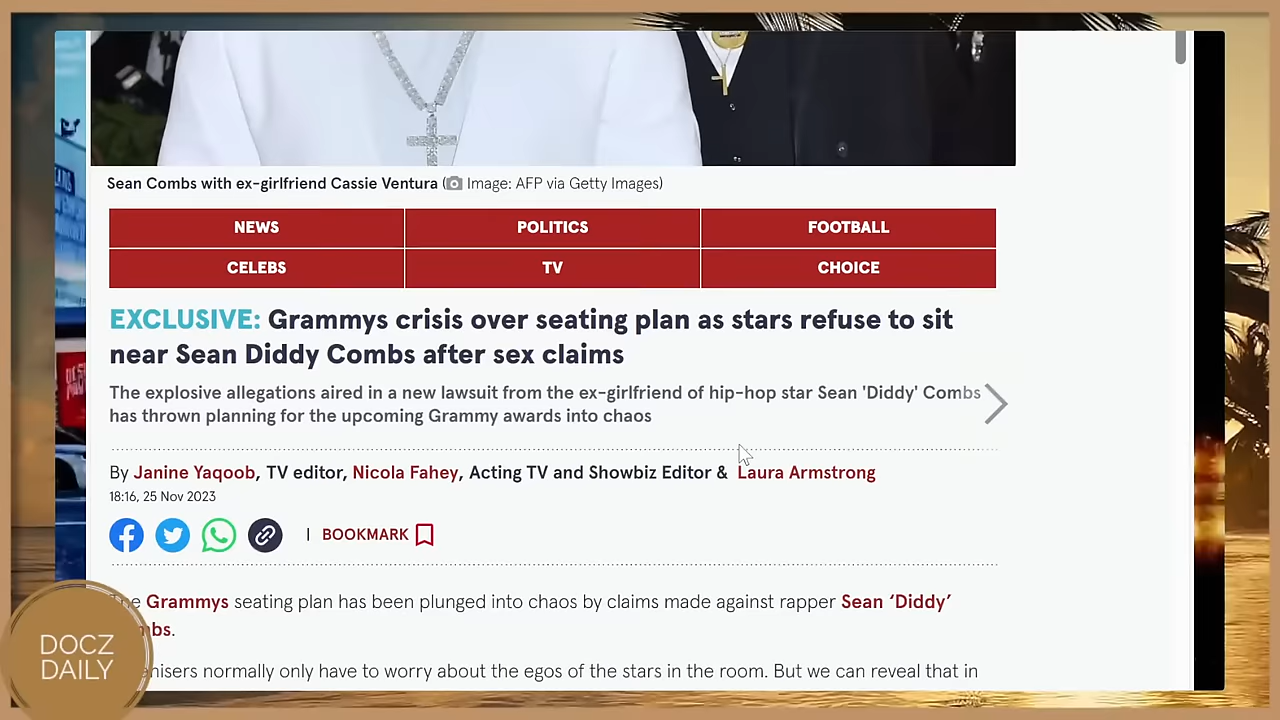 Sean Combs with ex-girlfriend Cassie Ventura ( Image: AFP via Getty Images)
NEWS POLITICS FOOTBALL
CELEBS TV CHOICE
EXCLUSIVE: Grammys crisis over seating plan as stars refuse to sit
near Sean Diddy Combs after sex claims
The explosive allegations aired in a new lawsuit from the ex-girlfriend of hip-hop star Sean 'Diddy' Combs
has thrown planning for the upcoming Grammy awards into chaos
By Janine Yaqoob, TV editor, Nicola Fahey, Acting TV and Showbiz Editor & Laura Armstrong
18:16, 25 Nov 2023
| BOOKMARK
Grammys seating plan has been plunged into chaos by claims made against rapper Sean ‘Diddy’
normally only have to worry about the egos of the stars in the room. But we can reveal that in
DOCZ
DAILY